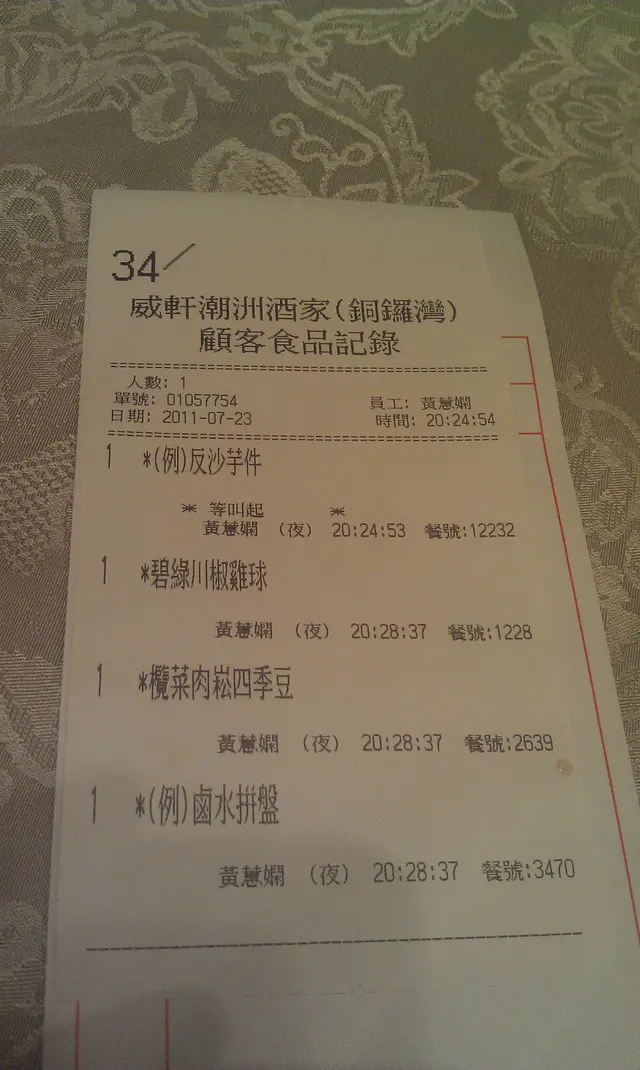 34/
威軒潮洲酒家(銅鑼灣)
顧客食品記錄
人數: 1
單號: 01057754 員工: 黃慧嫻
日期: 2011-07-23 時間: 20:24:54
1 *(例)反沙芋件
* 等叫起 *
黃慧嫻 (夜) 20:24:53 餐號:12232
1 *碧綠川椒雞球
黃慧嫻 (夜) 20:28:37 餐號:1228
1 *欖菜肉崧四季豆
黃慧嫻 (夜) 20:28:37 餐號:2639
1 *(例)鹵水拼盤
黃慧嫻 (夜) 20:28:37 餐號:3470